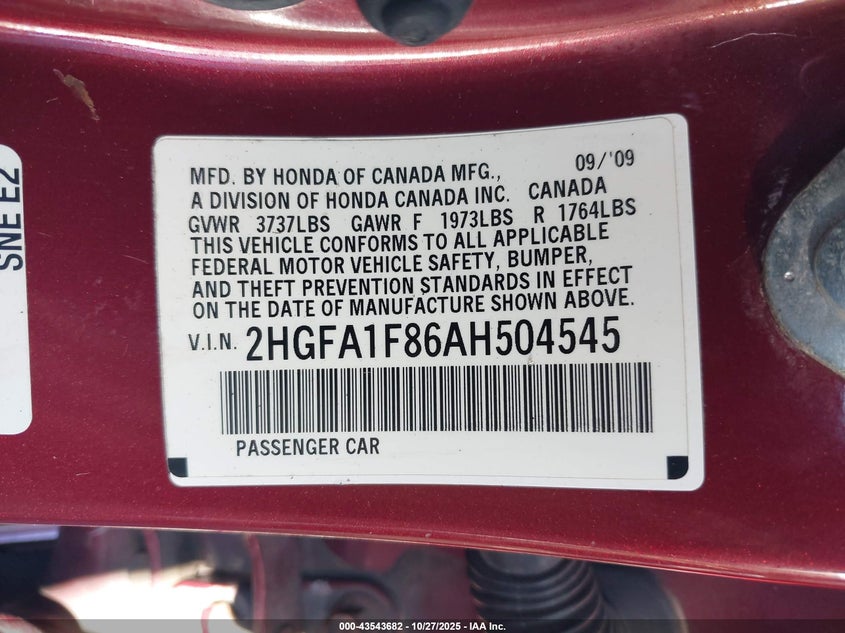 SNE E2
MFD. BY HONDA OF CANADA MFG., 09/'09
A DIVISION OF HONDA CANADA INC. CANADA
GVWR 3737LBS GAWR F 1973LBS R 1764LBS
THIS VEHICLE CONFORMS TO ALL APPLICABLE
FEDERAL MOTOR VEHICLE SAFETY, BUMPER,
AND THEFT PREVENTION STANDARDS IN EFFECT
ON THE DATE OF MANUFACTURE SHOWN ABOVE.
V.I.N. 2HGFA1F86AH504545
PASSENGER CAR
000-43543682 | 10/27/2025 - IAA Inc.